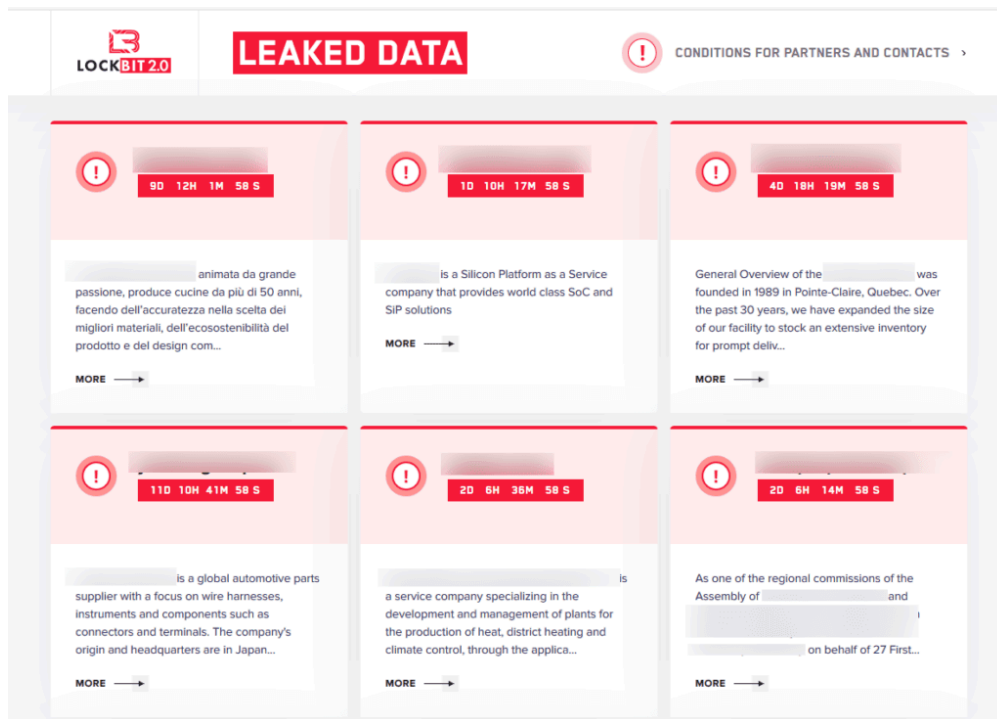 LOCKBIT 2.0
LEAKED DATA
CONDITIONS FOR PARTNERS AND CONTACTS ›
9D 12H 1M 58 S
animata da grande
passione, produce cucine da più di 50 anni,
facendo dell'accuratezza nella scelta dei
migliori materiali, dell'ecosostenibilità del
prodotto e del design com...
MORE
1D 10H 17M 58 S
is a Silicon Platform as a Service
company that provides world class SoC and
SiP solutions
MORE
4D 18H 19M 58 S
General Overview of the was
founded in 1989 in Pointe-Claire, Quebec. Over
the past 30 years, we have expanded the size
of our facility to stock an extensive inventory
for prompt deliv...
MORE
11D 10H 41M 58 S
is a global automotive parts
supplier with a focus on wire harnesses,
instruments and components such as
connectors and terminals. The company's
origin and headquarters are in Japan...
MORE
2D 6H 36M 58 S
is
a service company specializing in the
development and management of plants for
the production of heat, district heating and
climate control, through the applica...
MORE
2D 6H 14M 58 S
As one of the regional commissions of the
Assembly of and
on behalf of 27 First...
MORE